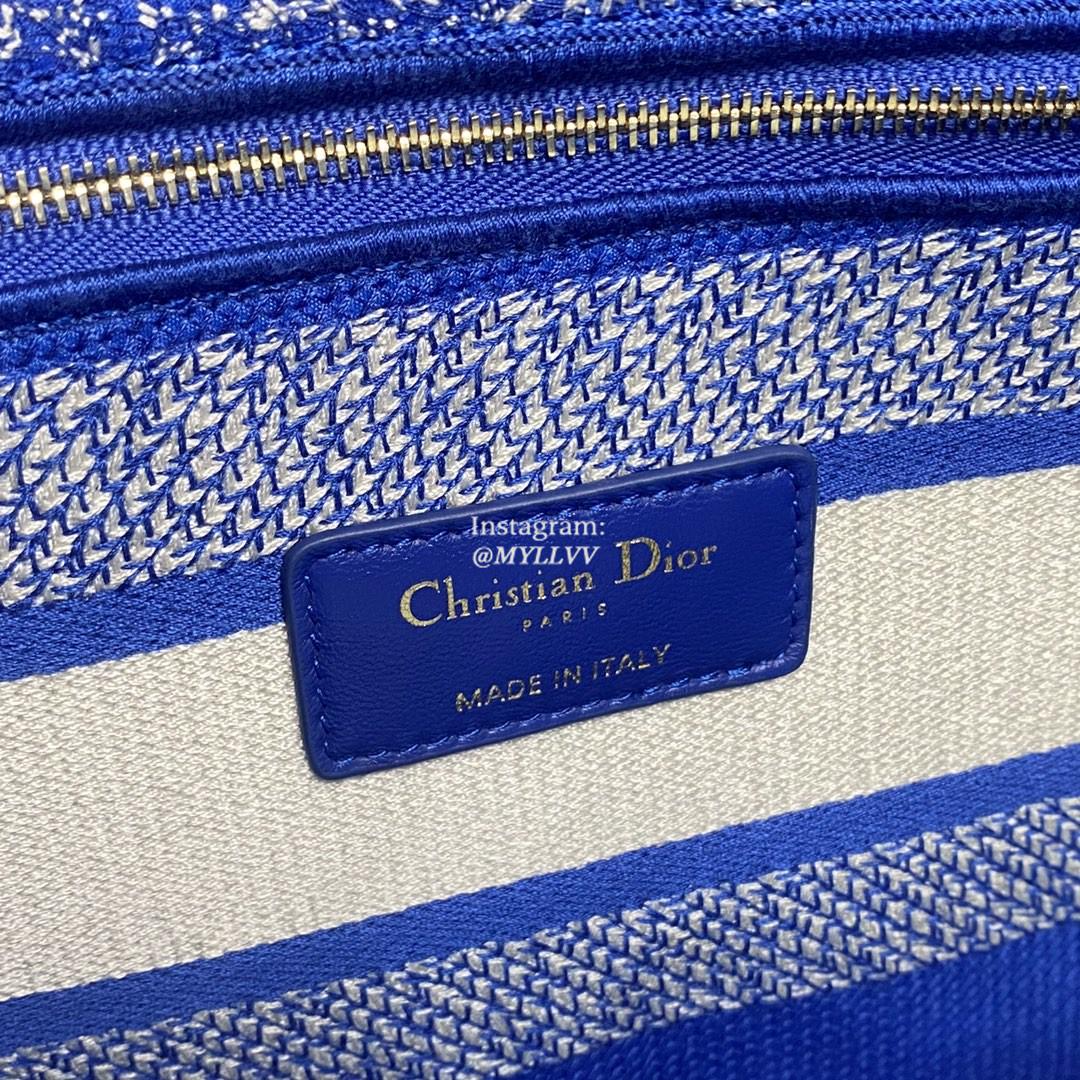 Instagram:
@MYLLVV
Christian Dior
PARIS
MADE IN ITALY